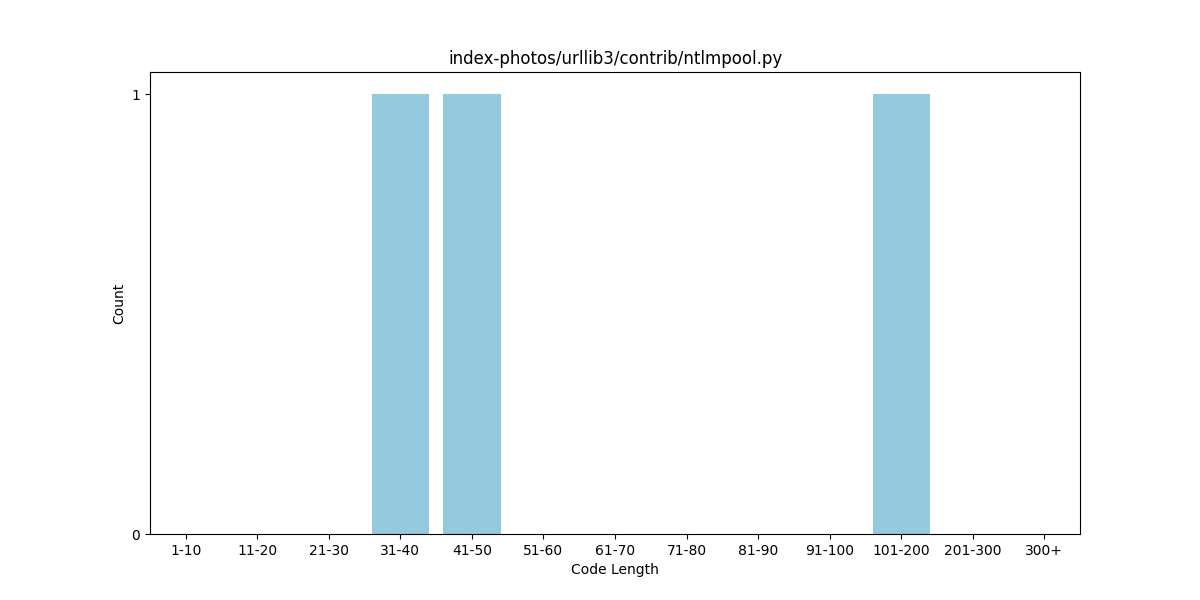 index-photos/urllib3/contrib/ntlmpool.py
1
Count
0
1-10 11-20 21-30 31-40 41-50 51-60 61-70 71-80 81-90 91-100 101-200 201-300 300+
Code Length